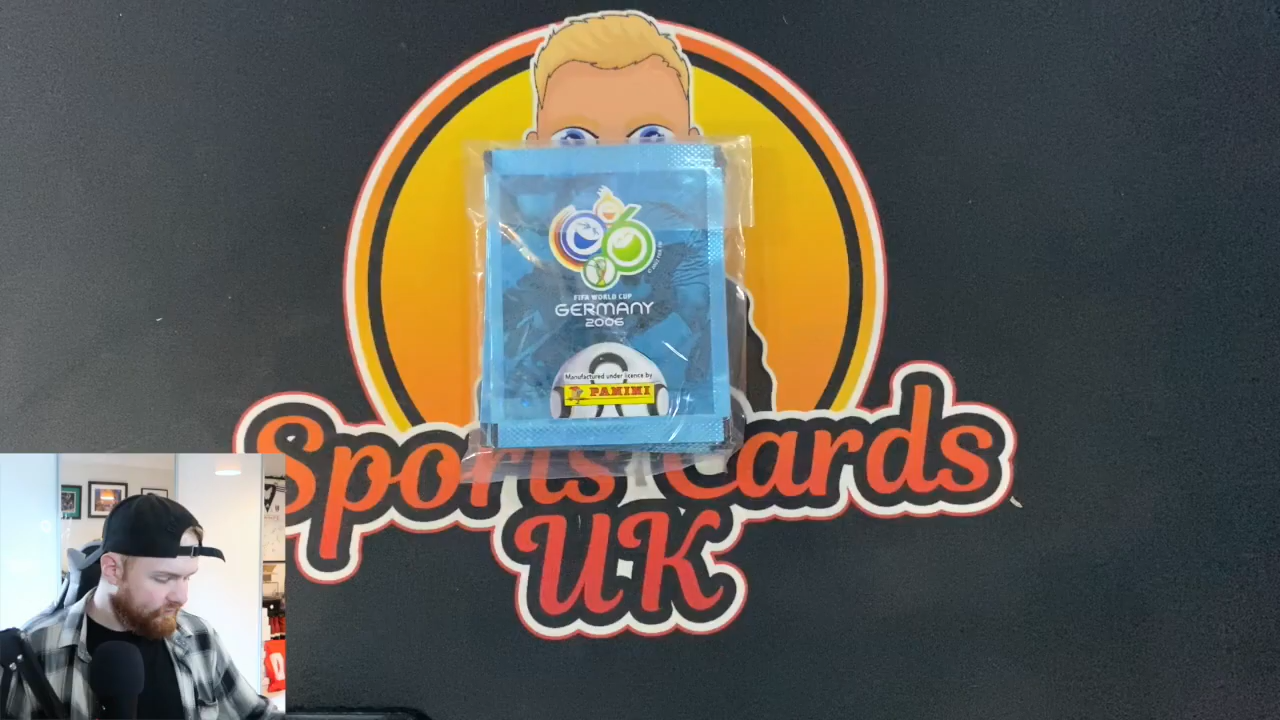 FIFA WORLD CUP
GERMANY
2006
Manufactured under licence by
PANINI
Sports Cards
UK